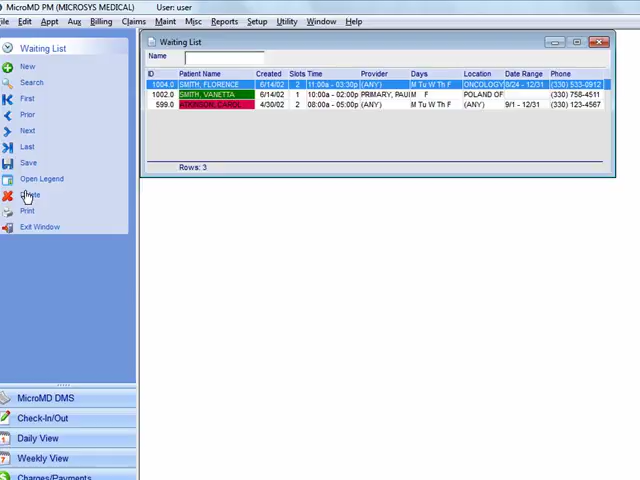 MicroMD PM (MICROSYS MEDICAL) User: user
File Edit Appt Aux Billing Claims Maint Misc Reports Setup Utility Window Help
Waiting List
New
Search
First
Prior
Next
Last
Save
Open Legend
Print
Exit Window
MicroMD DMS
Check-In/Out
Daily View
Weekly View
Charges/Payments
Waiting List
Name
ID Patient Name Created Slots Time Provider Days Location Date Range Phone
1004.0 SMITH, FLORENCE 6/14/02 2 11:00a - 03:30p (ANY) M Tu W Th F ONCOLOGY 8/24 - 12/31 (330) 533-0912
1002.0 SMITH, VANETTA 6/14/02 1 10:00a - 02:00p PRIMARY, PAUI M F POLAND OF (330) 758-4511
599.0 ATKINSON, CAROL 4/30/02 2 08:00a - 05:00p (ANY) M Tu W Th F (ANY) 9/1 - 12/31 (330) 123-4567
Rows: 3